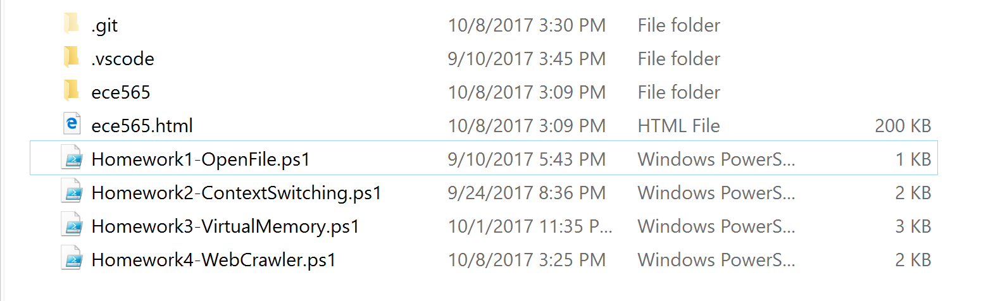 .git 10/8/2017 3:30 PM File folder
.vscode 9/10/2017 3:45 PM File folder
ece565 10/8/2017 3:09 PM File folder
ece565.html 10/8/2017 3:09 PM HTML File 200 KB
Homework1-OpenFile.ps1 9/10/2017 5:43 PM Windows PowerS... 1 KB
Homework2-ContextSwitching.ps1 9/24/2017 8:36 PM Windows PowerS... 2 KB
Homework3-VirtualMemory.ps1 10/1/2017 11:35 P... Windows PowerS... 3 KB
Homework4-WebCrawler.ps1 10/8/2017 3:25 PM Windows PowerS... 2 KB